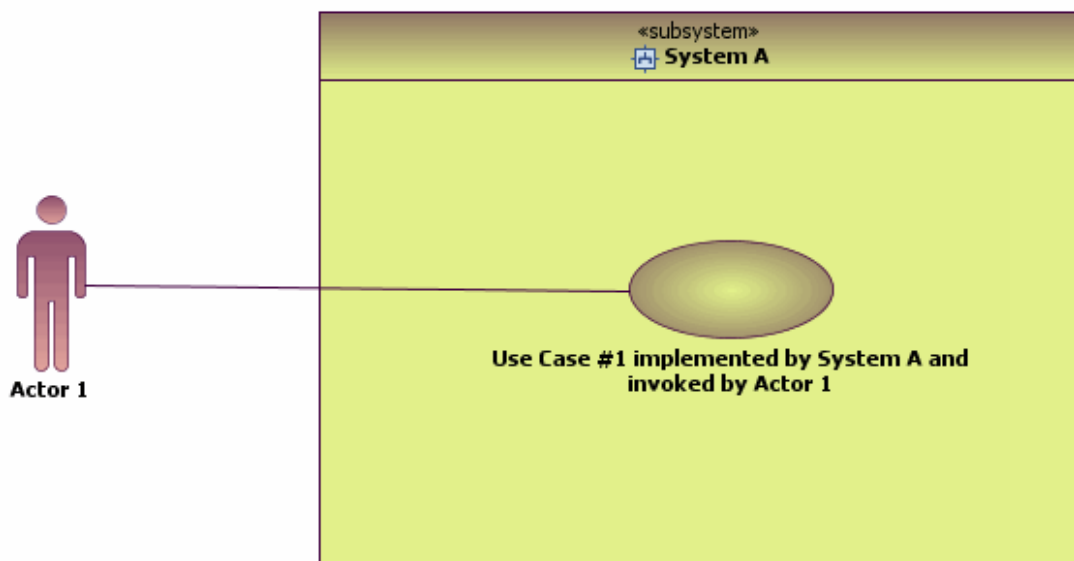 «subsystem»
System A
Actor 1
Use Case #1 implemented by System A and
invoked by Actor 1